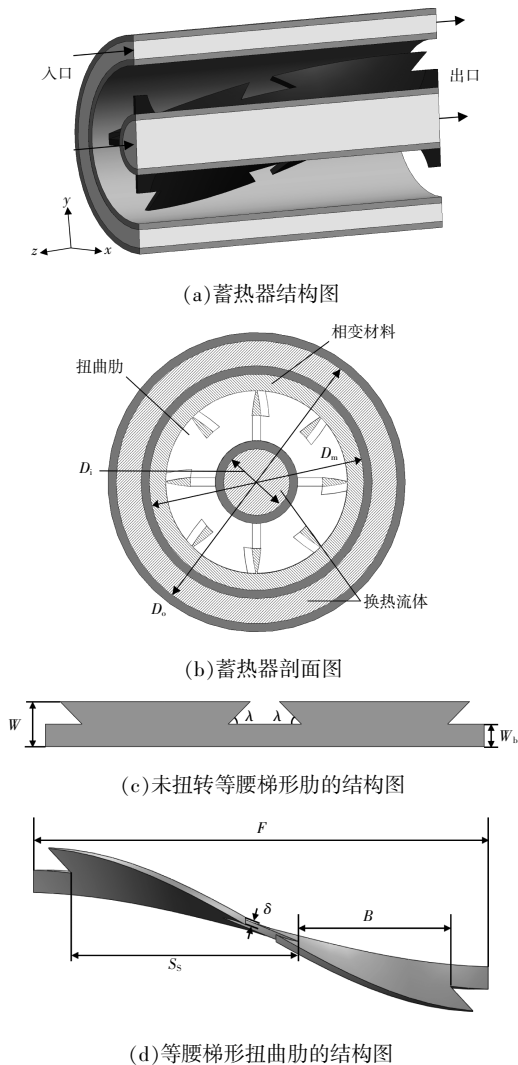 入口
出口
y
z
x
(a)蓄热器结构图
相变材料
扭曲肋
Dᵢ
Dₘ
Dₒ
换热流体
(b)蓄热器剖面图
W
λ
λ
W_b
(c)未扭转等腰梯形肋的结构图
F
δ
B
S_S
(d)等腰梯形扭曲肋的结构图